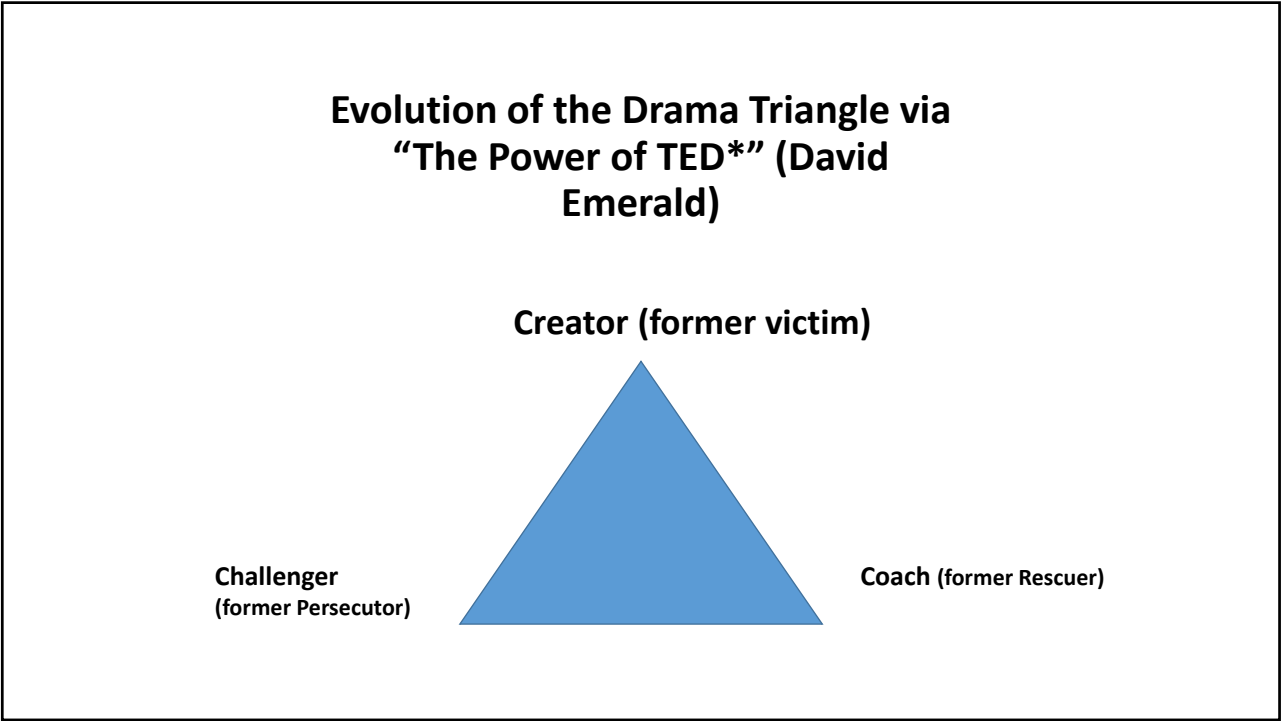 Evolution of the Drama Triangle via
“The Power of TED*” (David
Emerald)
Creator (former victim)
Challenger
(former Persecutor)
Coach (former Rescuer)